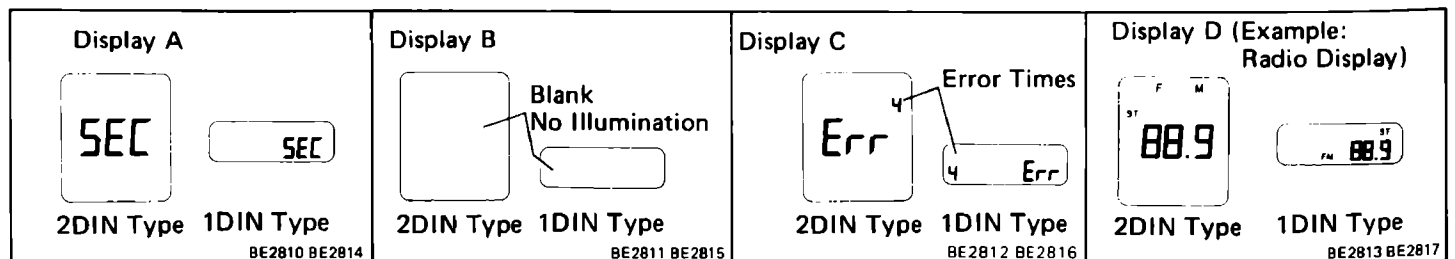 Display A
SEC
SEC
2DIN Type 1DIN Type
BE2810 BE2814
Display B
Blank
No Illumination
2DIN Type 1DIN Type
BE2811 BE2815
Display C
Error Times
4
Err
4 Err
2DIN Type 1DIN Type
BE2812 BE2816
Display D (Example:
Radio Display)
F M
ST
88.9
ST
FM 88.9
2DIN Type 1DIN Type
BE2813 BE2817